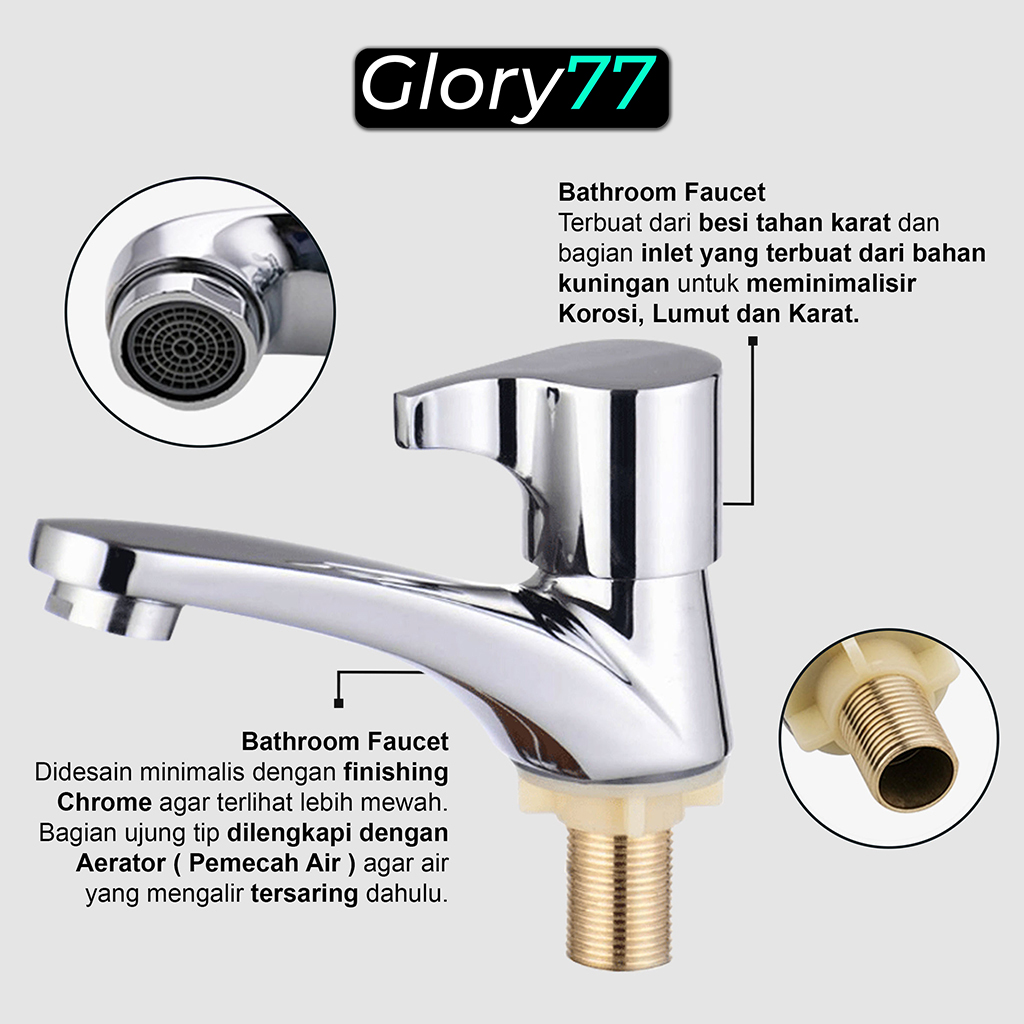 Glory77
Bathroom Faucet
Terbuat dari besi tahan karat dan
bagian inlet yang terbuat dari bahan
kuningan untuk meminimalisir
Korosi, Lumut dan Karat.
Bathroom Faucet
Didesain minimalis dengan finishing
Chrome agar terlihat lebih mewah.
Bagian ujung tip dilengkapi dengan
Aerator ( Pemecah Air ) agar air
yang mengalir tersaring dahulu.